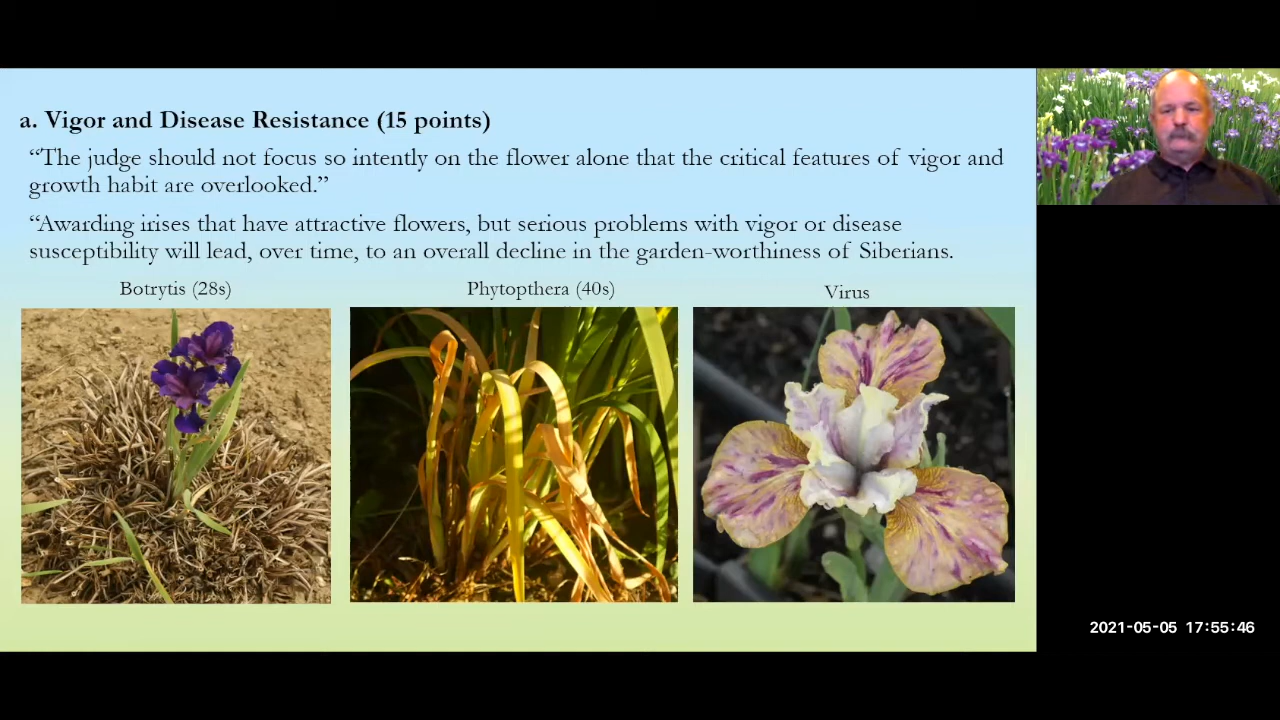 a. Vigor and Disease Resistance (15 points)
“The judge should not focus so intently on the flower alone that the critical features of vigor and
growth habit are overlooked.”
“Awarding irises that have attractive flowers, but serious problems with vigor or disease
susceptibility will lead, over time, to an overall decline in the garden-worthiness of Siberians.
Botrytis (28s)
Phytopthera (40s)
Virus
2021-05-05 17:55:46